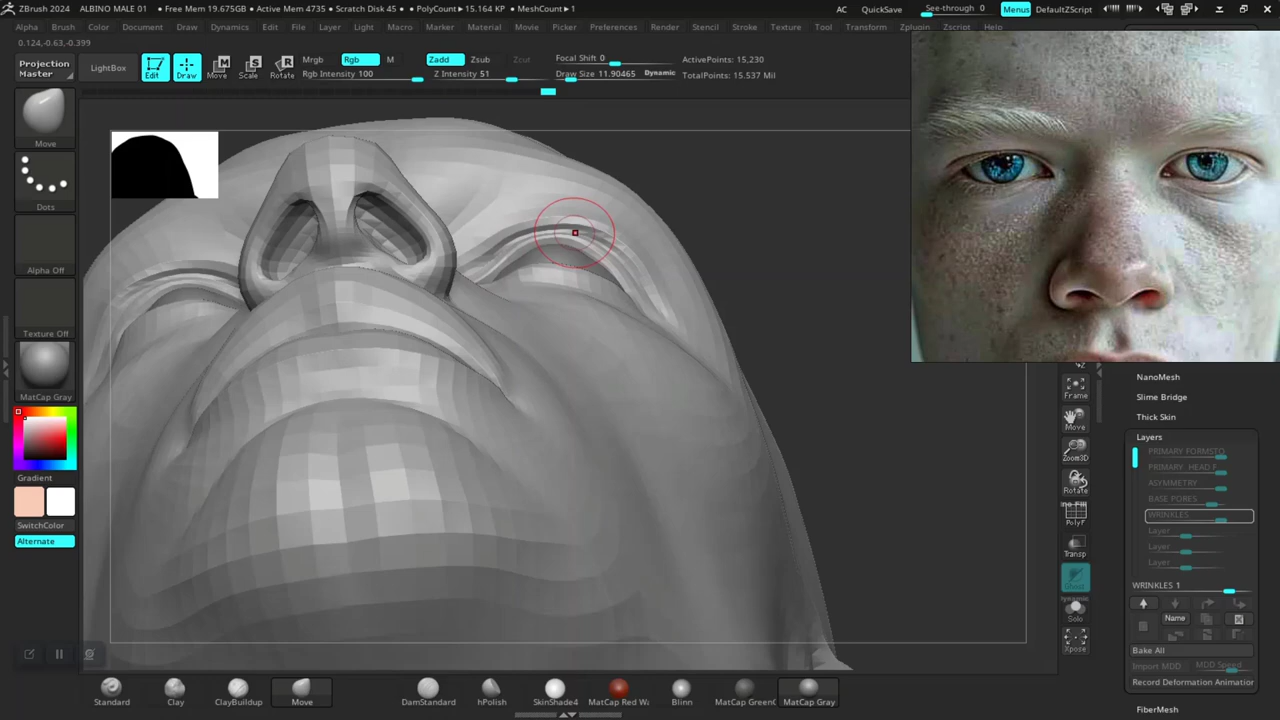 ZBrush 2024 ALBINO MALE 01 • Free Mem 19.675GB • Active Mem 4735 • Scratch Disk 45 • PolyCount▸15.164 KP • MeshCount▸1 AC QuickSave See-through 0 Menus DefaultZScript
Alpha Brush Color Document Draw Dynamics Edit File Layer Light Macro Marker Material Movie Picker Preferences Render Stencil Stroke Texture Tool Transform Zplugin Zscript Help
0.124,-0.63,-0.399
Projection Master
LightBox
Edit Draw Move Scale Rotate
Mrgb Rgb M
Rgb Intensity 100
Zadd Zsub Zcut
Z Intensity 51
Focal Shift 0
Draw Size 11.90465 Dynamic
ActivePoints: 15,230
TotalPoints: 15.537 Mil
Move
Dots
Alpha Off
Texture Off
MatCap Gray
Gradient
SwitchColor
Alternate
Frame
Move
Zoom3D
Rotate
PolyF
Transp
Ghost
Solo
Xpose
NanoMesh
Slime Bridge
Thick Skin
Layers
PRIMARY FORMSTO
PRIMARY HEAD F
ASYMMETRY
BASE PORES
WRINKLES
Layer
Layer
Layer
WRINKLES 1
Name
Bake All
Import MDD MDD Speed
Record Deformation Animation
FiberMesh
Standard Clay ClayBuildup Move DamStandard hPolish SkinShade4 MatCap Red Wa Blinn MatCap GreenC MatCap Gray